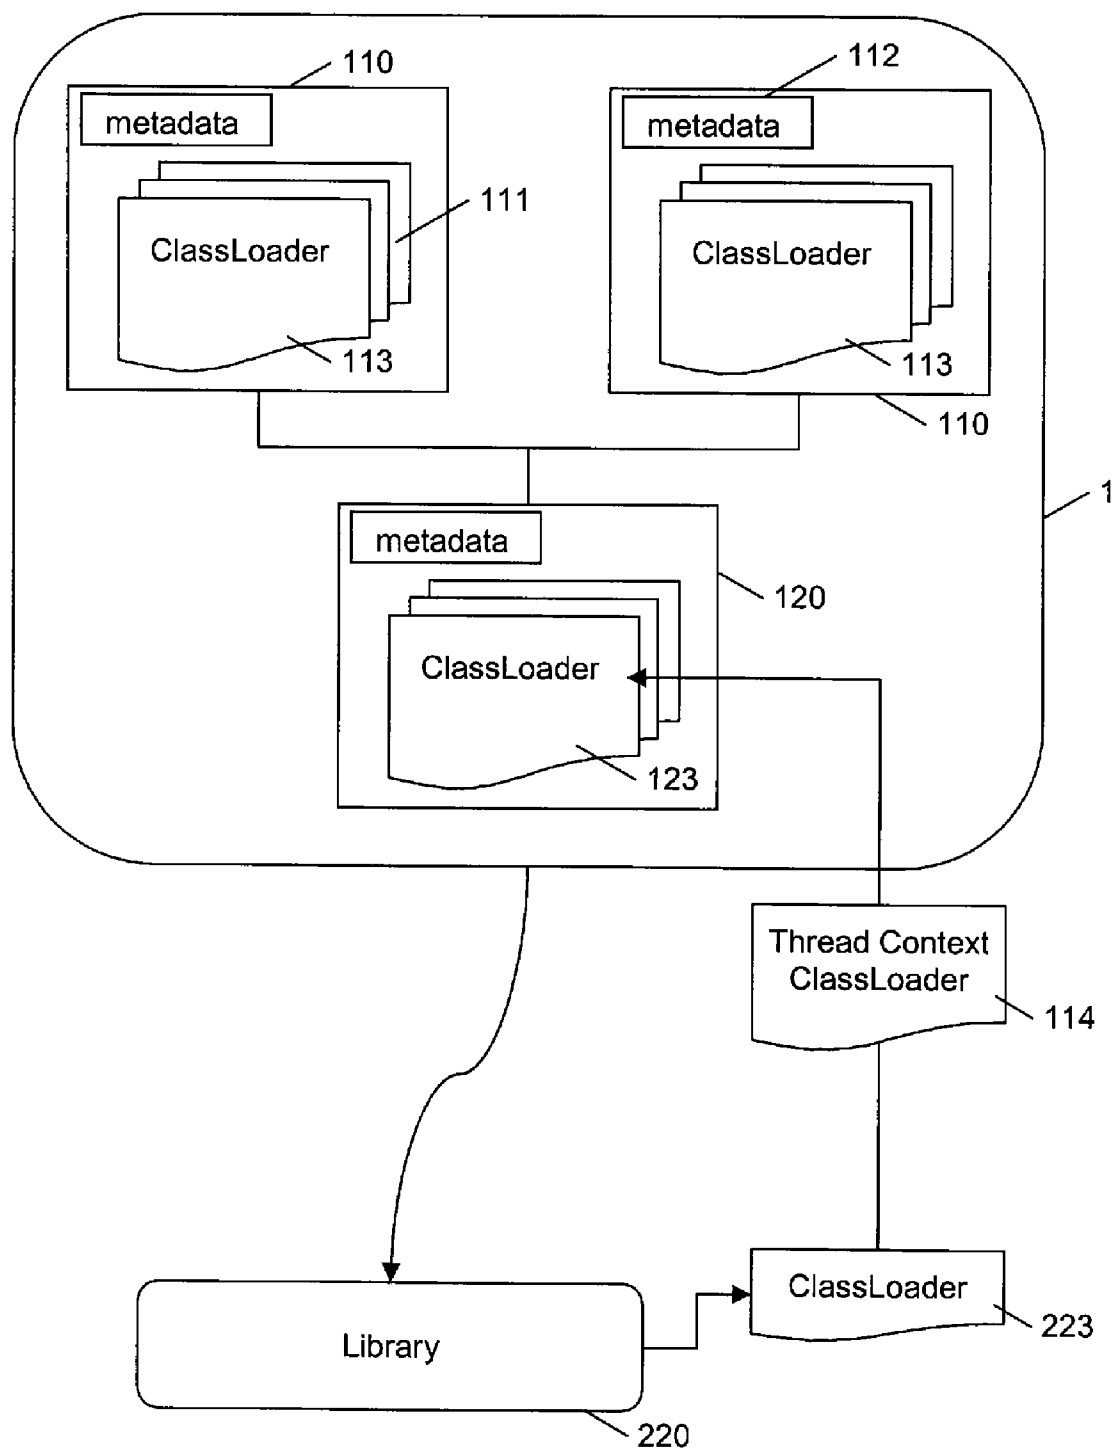 110
112
metadata
metadata
111
ClassLoader
ClassLoader
113
113
110
1
metadata
120
ClassLoader
123
Thread Context
ClassLoader
114
ClassLoader
223
Library
220